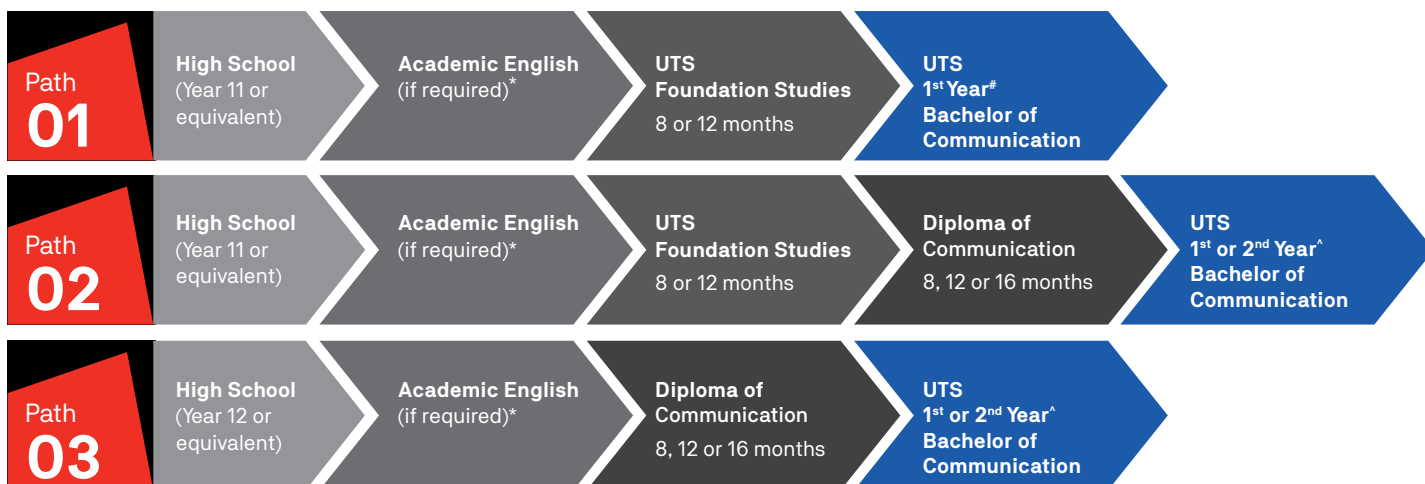 Path
01
High School
(Year 11 or
equivalent)
Academic English
(if required)*
UTS
Foundation Studies
8 or 12 months
UTS
1st Year#
Bachelor of
Communication
Path
02
High School
(Year 11 or
equivalent)
Academic English
(if required)*
UTS
Foundation Studies
8 or 12 months
Diploma of
Communication
8, 12 or 16 months
UTS
1st or 2nd Year^
Bachelor of
Communication
Path
03
High School
(Year 12 or
equivalent)
Academic English
(if required)*
Diploma of
Communication
8, 12 or 16 months
UTS
1st or 2nd Year^
Bachelor of
Communication